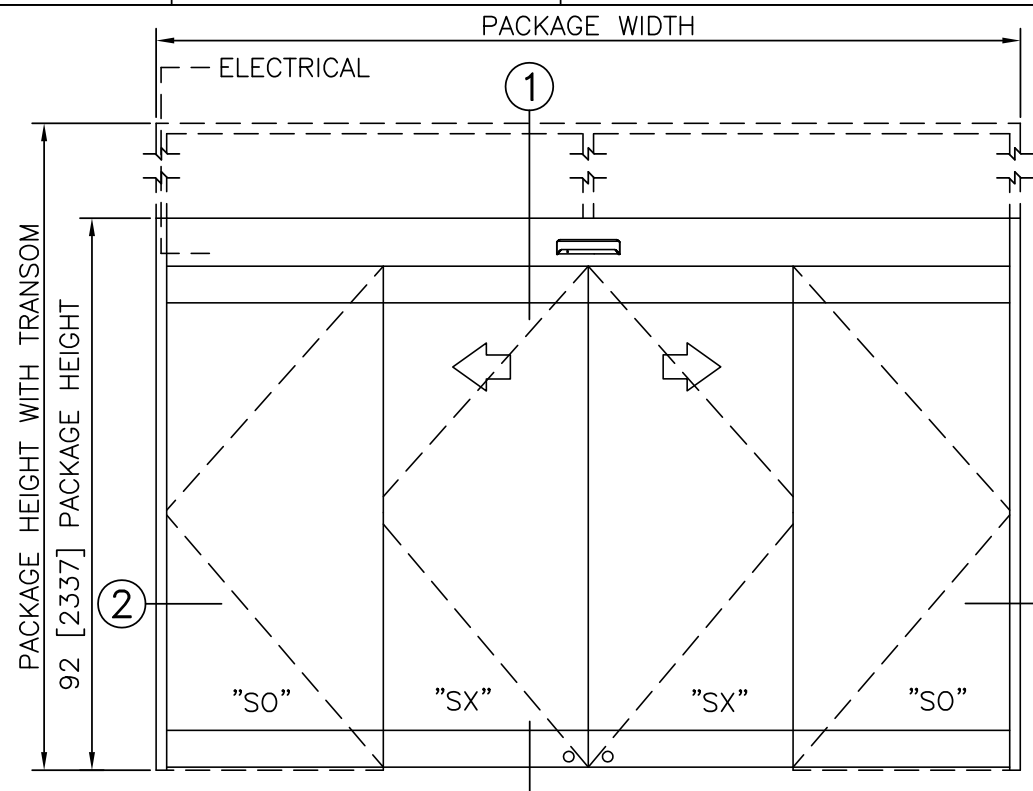 PACKAGE WIDTH
ELECTRICAL
1
PACKAGE HEIGHT WITH TRANSOM
92 [2337] PACKAGE HEIGHT
2
"SO"
"SX"
"SX"
"SO"